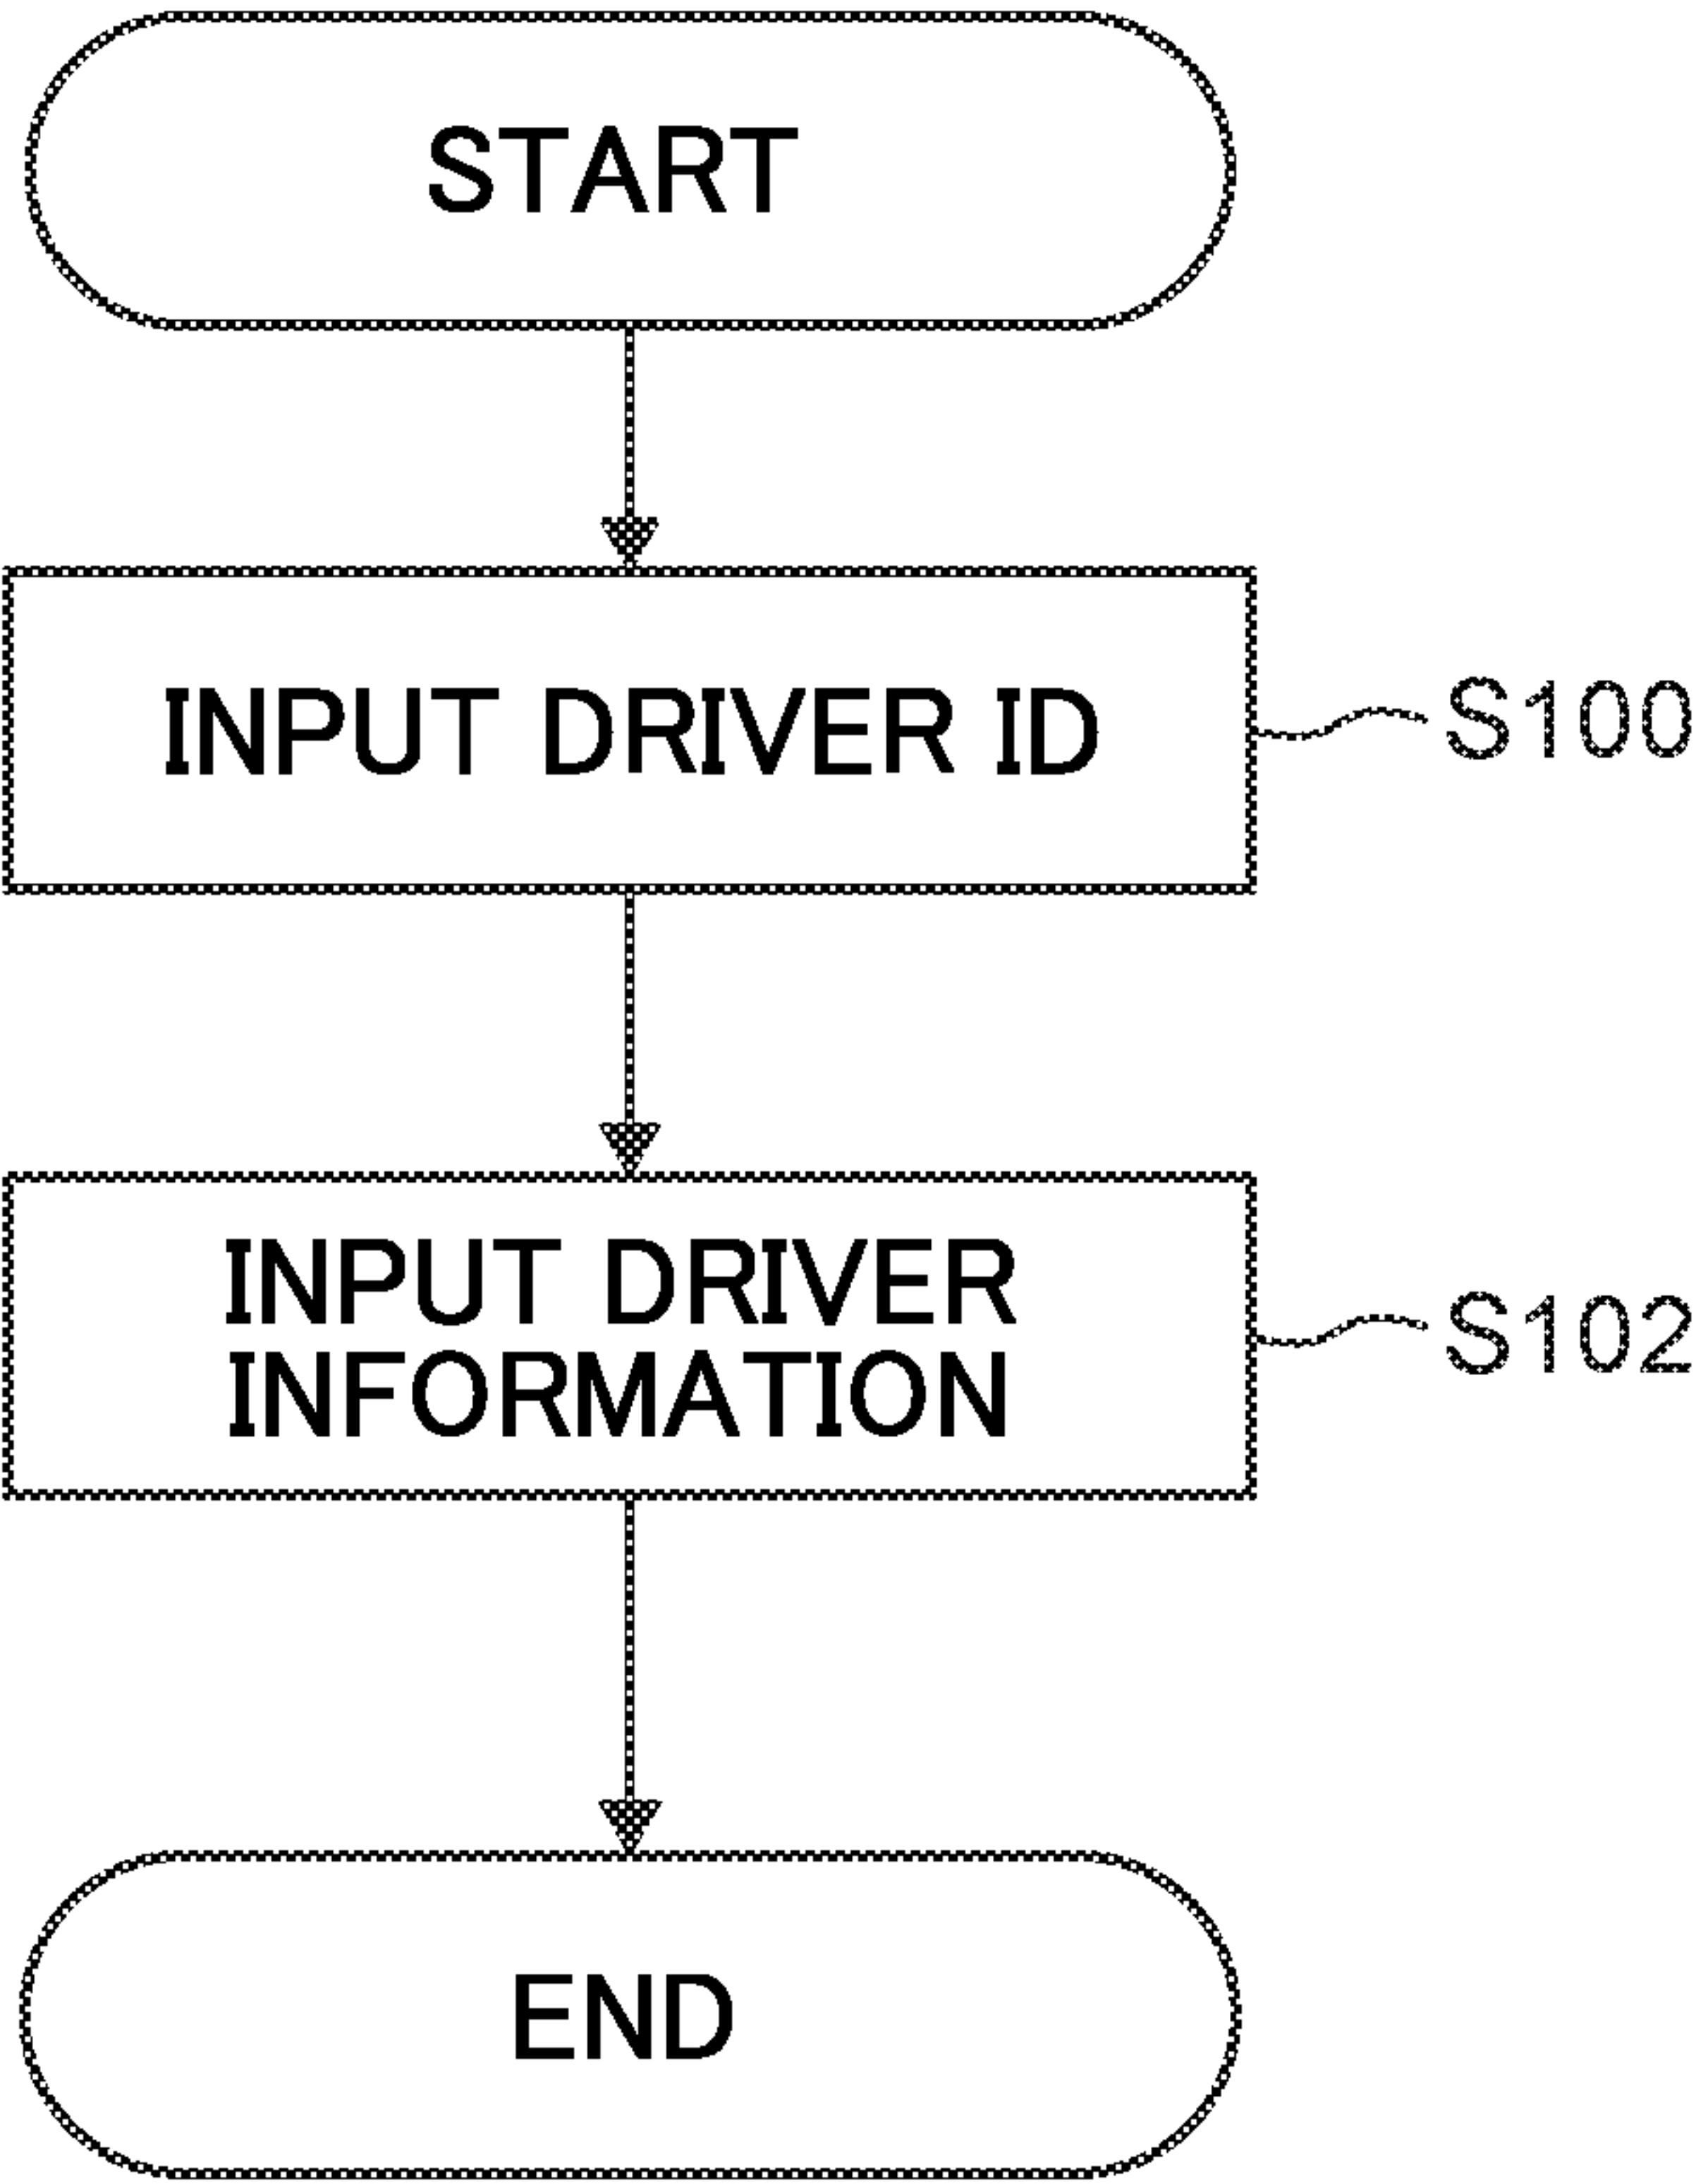 START
INPUT DRIVER ID
S100
INPUT DRIVER
INFORMATION
S102
END